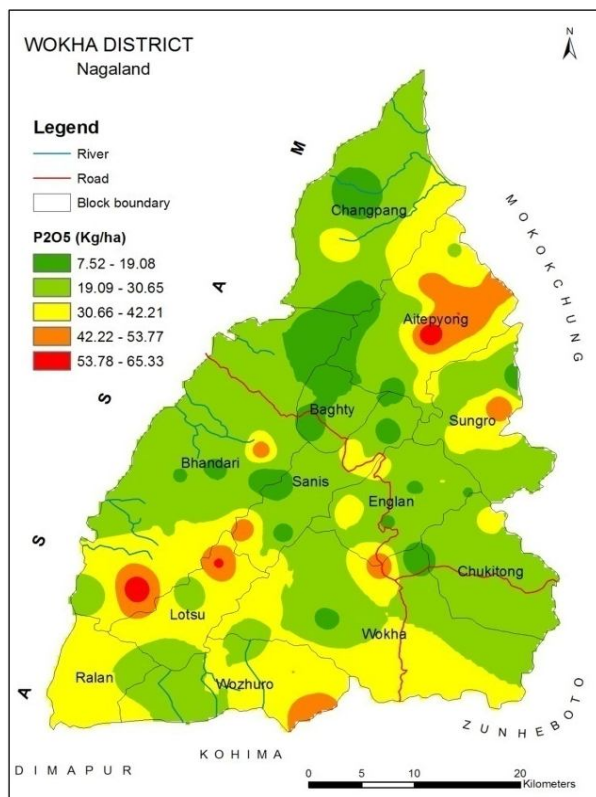 WOKHA DISTRICT
Nagaland
N
Legend
River
Road
Block boundary
P2O5 (Kg/ha)
7.52 - 19.08
19.09 - 30.65
30.66 - 42.21
42.22 - 53.77
53.78 - 65.33
ASSAM
MOKOKCHUNG
Changpang
Aitepyong
Baghty
Sungro
Bhandari
Sanis
Englan
Chukitong
Lotsu
Wokha
Ralan
Wozhuro
ZUNHEBOTO
KOHIMA
DIMAPUR
0 5 10 20
Kilometers